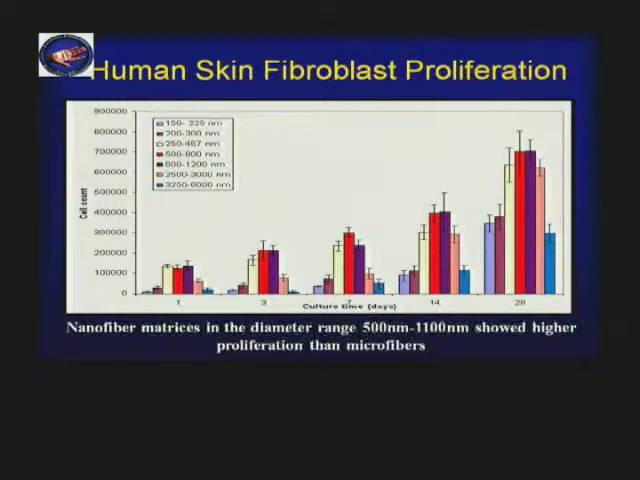 Human Skin Fibroblast Proliferation
900000
800000
700000
600000
500000
400000
300000
200000
100000
0
Cell count
150- 225 nm
200-300 nm
250-467 nm
500-800 nm
800-1200 nm
2500-3000 nm
3250-6000 nm
1 3 7 14 28
Culture time (days)
Nanofiber matrices in the diameter range 500nm-1100nm showed higher
proliferation than microfibers